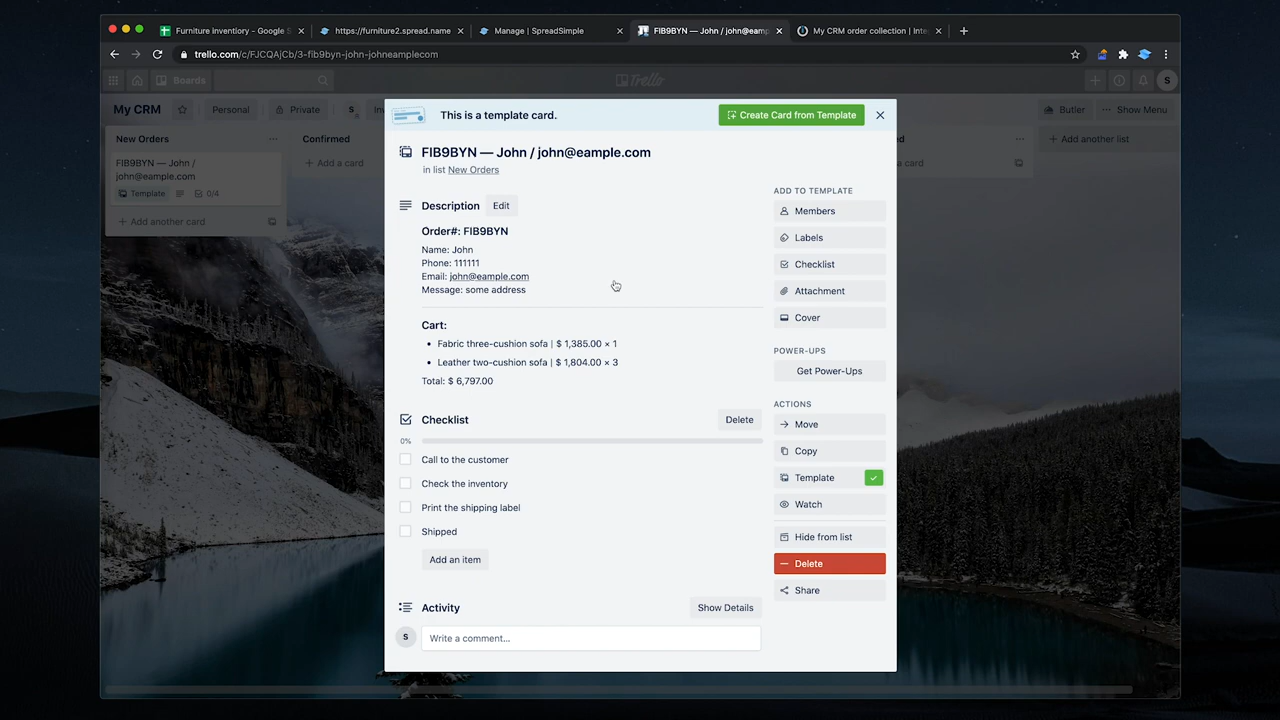 Furniture inventiory - Google S
https://furniture2.spread.name
Manage | SpreadSimple
FIB9BYN — John / john@eamp
My CRM order collection | Inte
trello.com/c/FJCQAjCb/3-fib9byn-john-johneamplecom
Boards
Trello
S
My CRM
Personal
Private
S
Inv
Butler
Show Menu
New Orders
FIB9BYN — John /
john@eample.com
Template
0/4
Add another card
Confirmed
Add a card
d
a card
Add another list
This is a template card.
Create Card from Template
FIB9BYN — John / john@eample.com
in list New Orders
Description
Edit
Order#: FIB9BYN
Name: John
Phone: 111111
Email: john@eample.com
Message: some address
Cart:
• Fabric three-cushion sofa | $ 1,385.00 × 1
• Leather two-cushion sofa | $ 1,804.00 × 3
Total: $ 6,797.00
Checklist
Delete
0%
Call to the customer
Check the inventory
Print the shipping label
Shipped
Add an item
Activity
Show Details
S
Write a comment…
ADD TO TEMPLATE
Members
Labels
Checklist
Attachment
Cover
POWER-UPS
Get Power-Ups
ACTIONS
Move
Copy
Template
Watch
Hide from list
Delete
Share